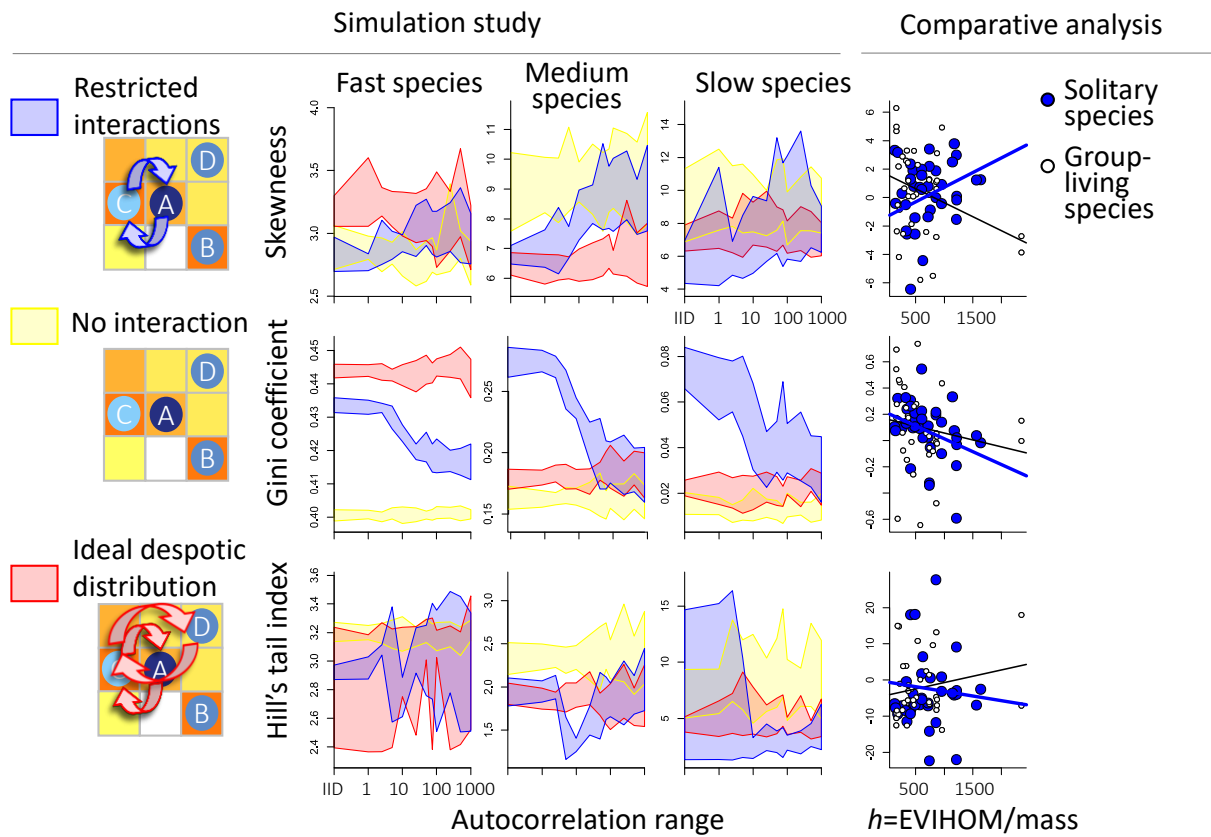 Simulation study
Comparative analysis
Restricted
interactions
Fast species
Medium
species
Slow species
Solitary
species
Group-
living
species
D
C A
B
Skewness
2.5 3.0 3.5 4.0
6 7 8 9 10 11
4 6 8 10 12 14
IID 1 10 100 1000
-6 -4 -2 0 2 4 6
500 1500
No interaction
D
C A
B
Gini coefficient
0.40 0.41 0.42 0.43 0.44 0.45
0.15 0.20 0.25
0.02 0.04 0.06 0.08
-0.6 -0.2 0.2 0.6
Ideal despotic
distribution
D
C A
B
Hill's tail index
2.4 2.6 2.8 3.0 3.2 3.4 3.6
1.5 2.0 2.5 3.0
5 10 15
-20 -10 0 10 20
IID 1 10 100 1000
500 1500
Autocorrelation range
h=EVIHOM/mass